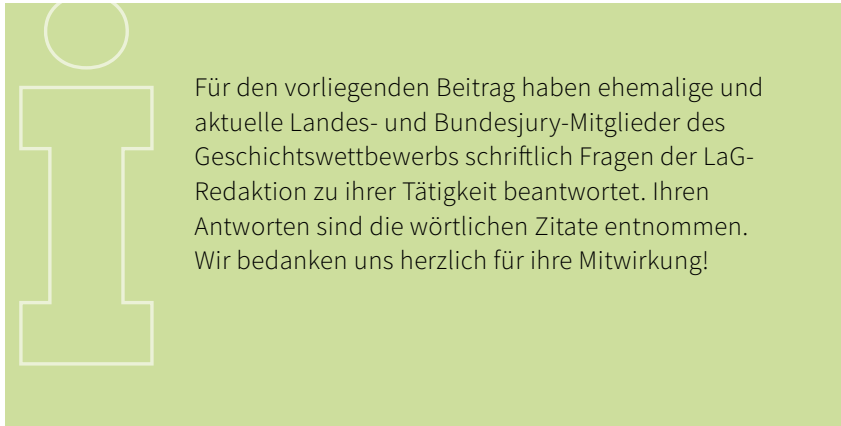 Für den vorliegenden Beitrag haben ehemalige und
aktuelle Landes- und Bundesjury-Mitglieder des
Geschichtswettbewerbs schriftlich Fragen der LaG-
Redaktion zu ihrer Tätigkeit beantwortet. Ihren
Antworten sind die wörtlichen Zitate entnommen.
Wir bedanken uns herzlich für ihre Mitwirkung!